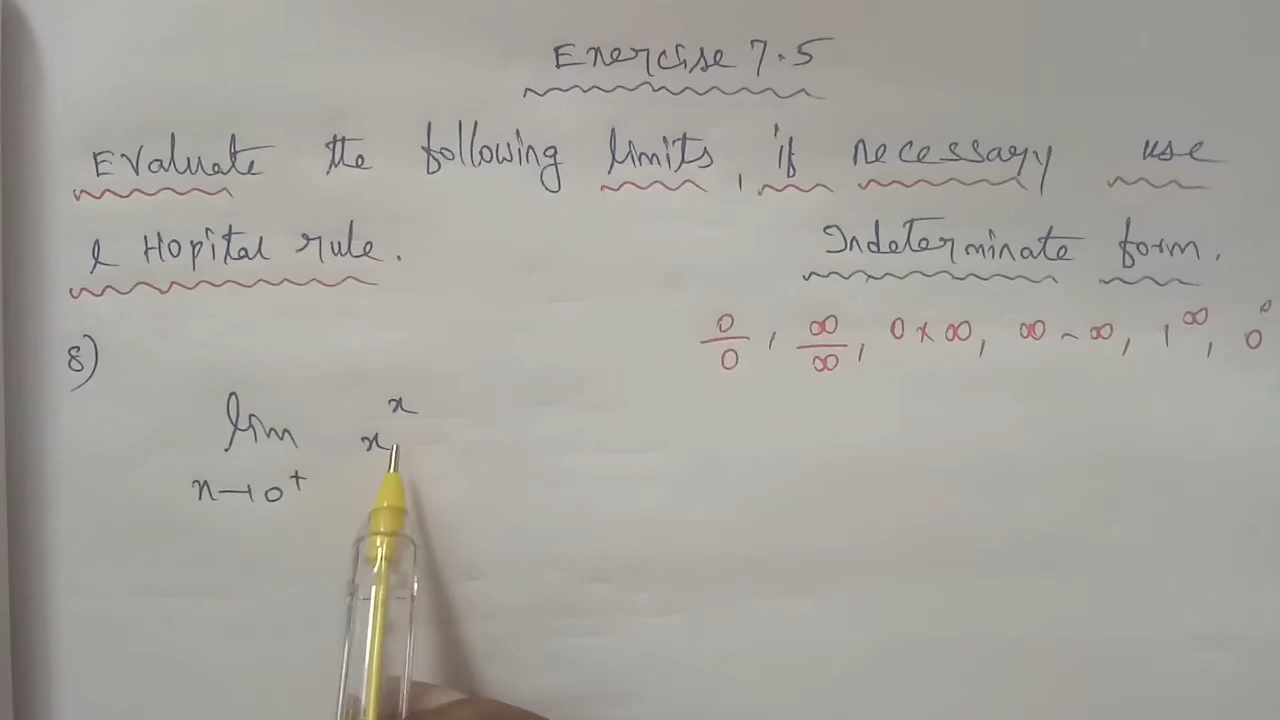 Exercise 7.5
Evaluate the following limits, if necessary use
l Hopital rule.
Indeterminate form.
0/0, ∞/∞, 0 × ∞, ∞ - ∞, 1^∞, 0^0
8)
lim x^x
x→0+